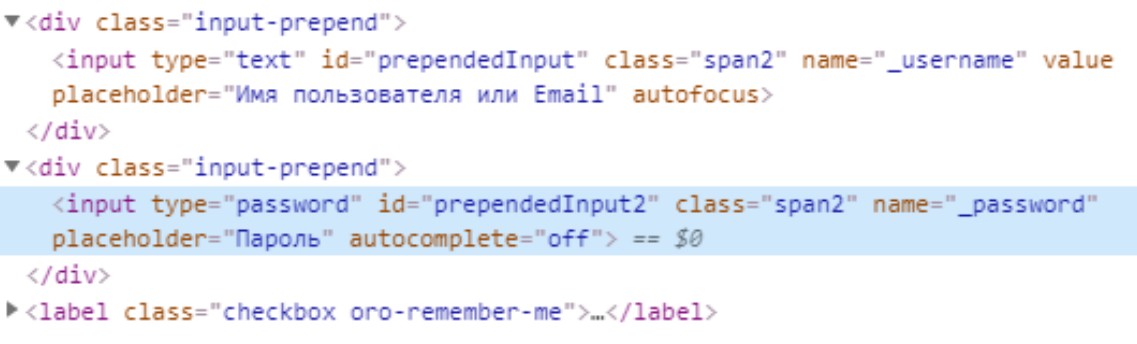 ▼<div class="input-prepend">
<input type="text" id="prependedInput" class="span2" name="_username" value
placeholder="Имя пользователя или Email" autofocus>
</div>
▼<div class="input-prepend">
<input type="password" id="prependedInput2" class="span2" name="_password"
placeholder="Пароль" autocomplete="off"> == $0
</div>
▶<label class="checkbox oro-remember-me">…</label>